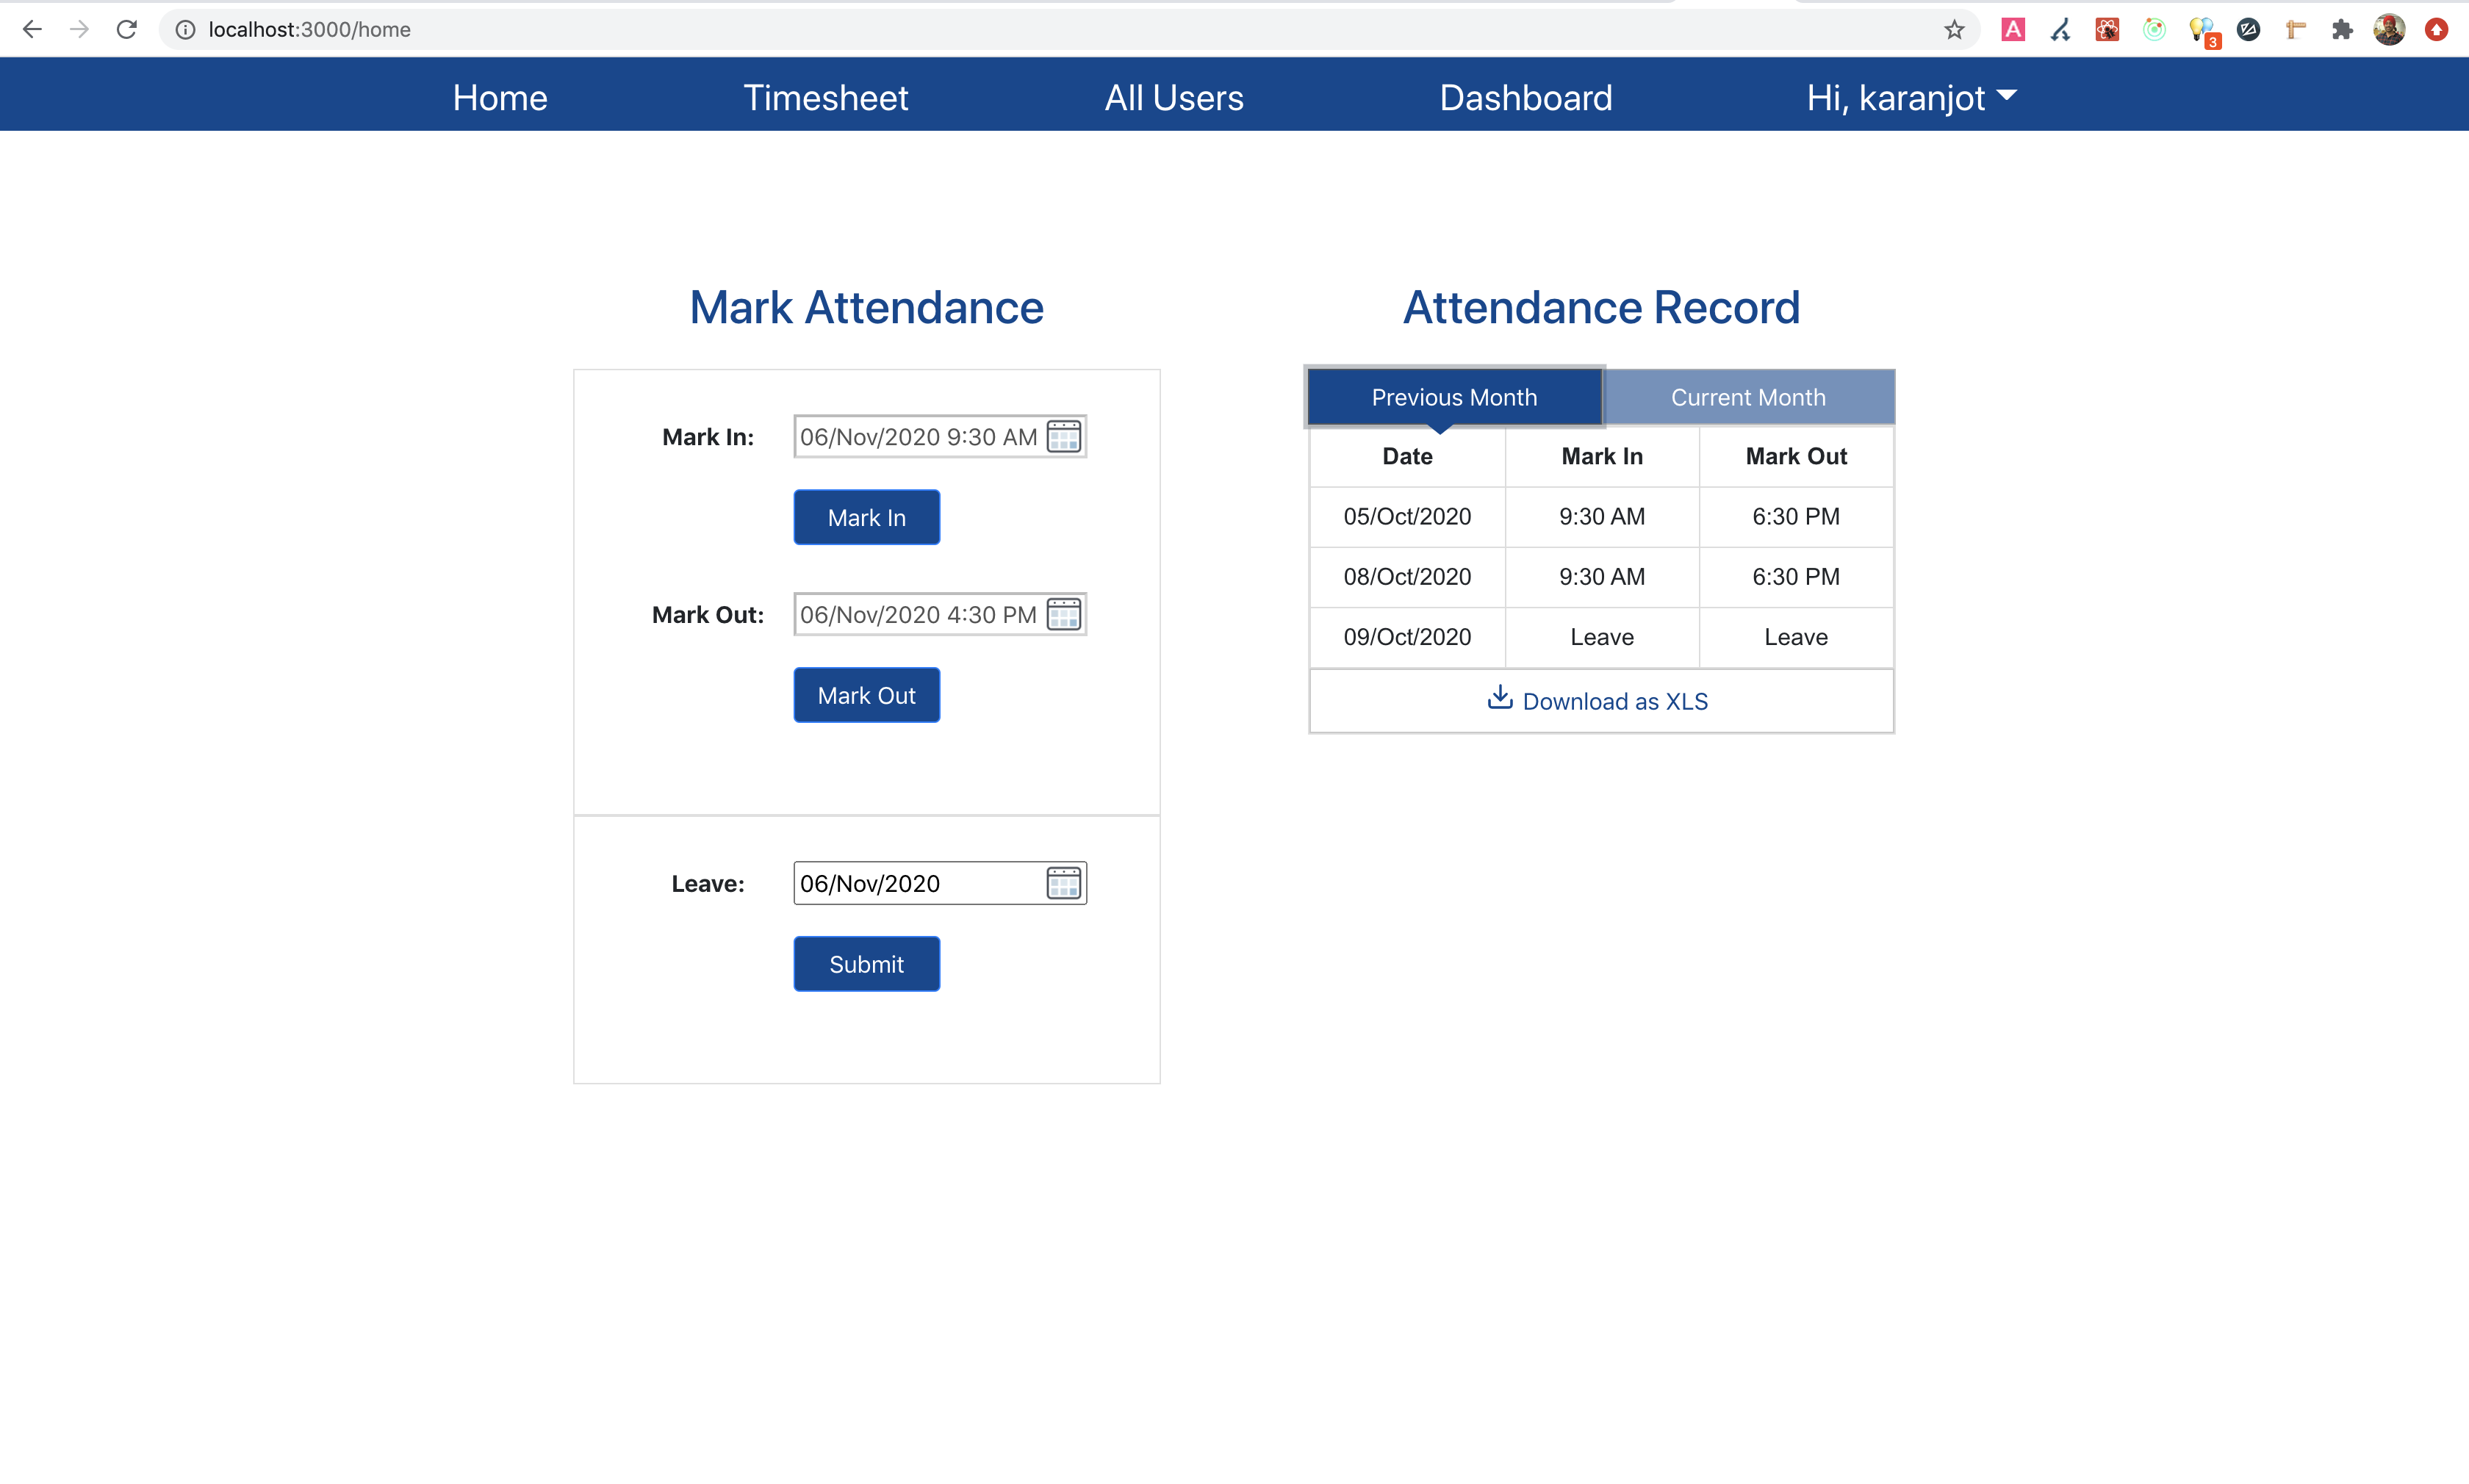 localhost:3000/home
A
3
Home Timesheet All Users Dashboard Hi, karanjot
Mark Attendance
Mark In: 06/Nov/2020 9:30 AM
Mark In
Mark Out: 06/Nov/2020 4:30 PM
Mark Out
Leave: 06/Nov/2020
Submit
Attendance Record
Previous Month Current Month
Date Mark In Mark Out
05/Oct/2020 9:30 AM 6:30 PM
08/Oct/2020 9:30 AM 6:30 PM
09/Oct/2020 Leave Leave
Download as XLS